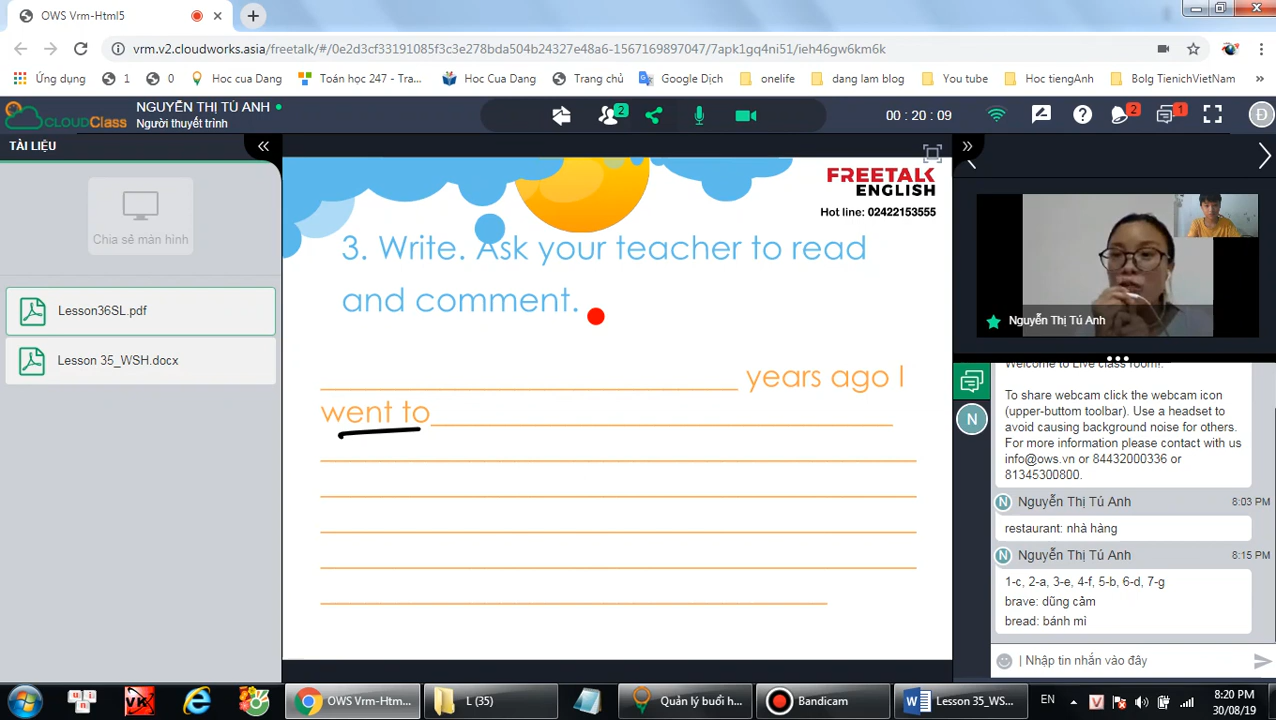 OWS Vrm-Html5
vrm.v2.cloudworks.asia/freetalk/#/0e2d3cf33191085f3c3e278bda504b24327e48a6-1567169897047/7apk1gq4ni51/ieh46gw6km6k
Ứng dụng 1 0 Hoc cua Dang Toán học 247 - Tra... Học Cua Dang Trang chủ Google Dịch onelife dang lam blog You tube Học tiengAnh Bolg TienichVietNam »
CLOUDClass
NGUYỄN THỊ TÚ ANH
Người thuyết trình
2
00 : 20 : 09
2
1
Đ
TÀI LIỆU
Chia sẻ màn hình
Lesson36SL.pdf
Lesson 35_WSH.docx
FREETALK
ENGLISH
Hot line: 02422153555
3. Write. Ask your teacher to read
and comment.
years ago I
went to
Nguyễn Thị Tú Anh
Welcome to Live class room!.
To share webcam click the webcam icon
(upper-buttom toolbar). Use a headset to
avoid causing background noise for others.
For more information please contact with us
info@ows.vn or 84432000336 or
81345300800.
N
N Nguyễn Thị Tú Anh 8:03 PM
restaurant: nhà hàng
N Nguyễn Thị Tú Anh 8:15 PM
1-c, 2-a, 3-e, 4-f, 5-b, 6-d, 7-g
brave: dũng cảm
bread: bánh mì
Nhập tin nhắn vào đây
OWS Vrm-Htm...
L (35)
Quản lý buổi h...
Bandicam
Lesson 35_WS...
EN
8:20 PM
30/08/19